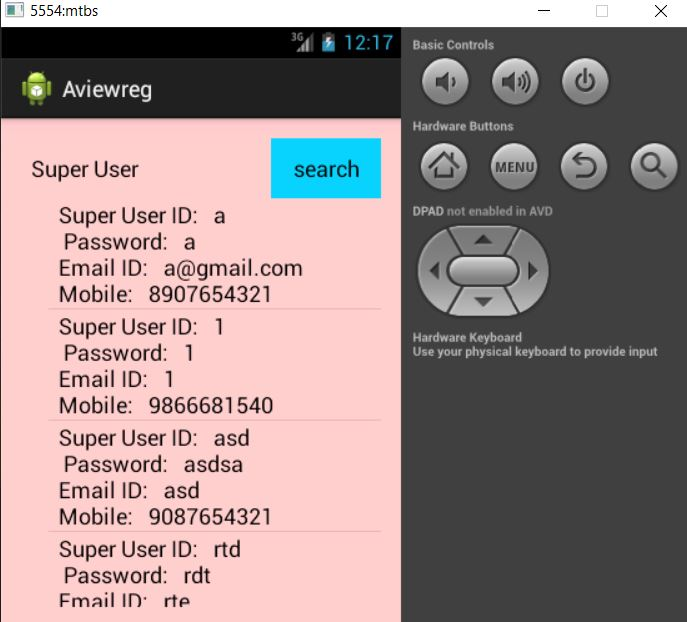 5554:mtbs
3G 12:17
Aviewreg
Super User search
Super User ID: a
Password: a
Email ID: a@gmail.com
Mobile: 8907654321
Super User ID: 1
Password: 1
Email ID: 1
Mobile: 9866681540
Super User ID: asd
Password: asdsa
Email ID: asd
Mobile: 9087654321
Super User ID: rtd
Password: rdt
Email ID: rte
Basic Controls
Hardware Buttons
MENU
DPAD not enabled in AVD
Hardware Keyboard
Use your physical keyboard to provide input